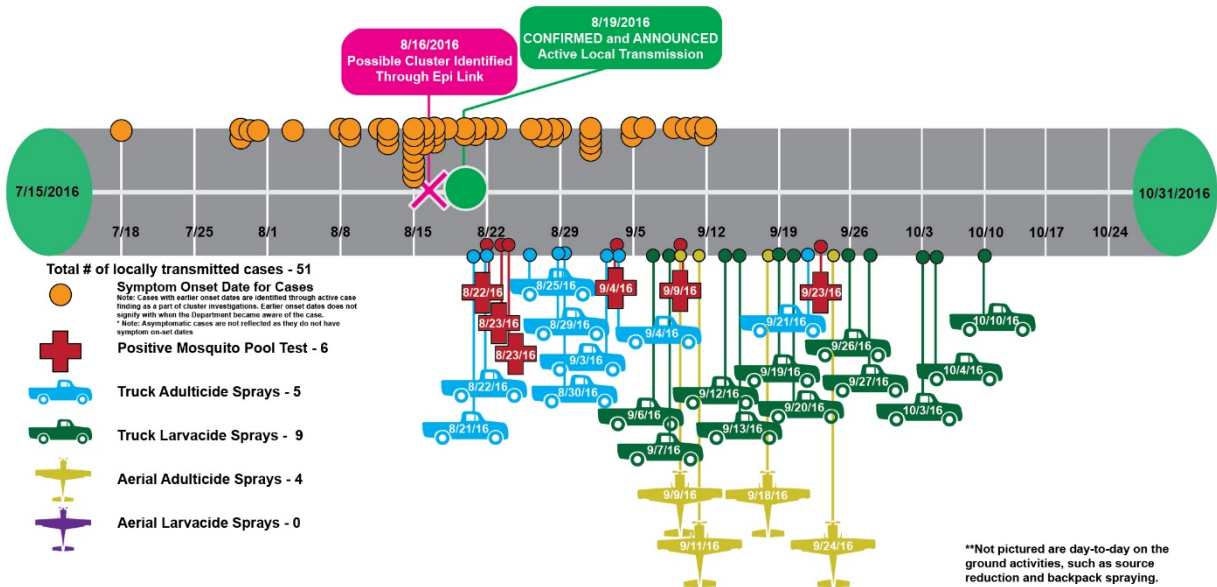 8/16/2016
Possible Cluster Identified
Through Epi Link
8/19/2016
CONFIRMED and ANNOUNCED
Active Local Transmission
7/15/2016
10/31/2016
7/18
7/25
8/1
8/8
8/15
8/22
8/29
9/5
9/12
9/19
9/26
10/3
10/10
10/17
10/24
Total # of locally transmitted cases - 51
Symptom Onset Date for Cases
Note: Cases with earlier onset dates are identified through active case
finding as a part of cluster investigations. Earlier onset dates does not
signify with when the Department became aware of the case.
* Note: Asymptomatic cases are not reflected as they do not have
symptom on-set dates
Positive Mosquito Pool Test - 6
Truck Adulticide Sprays - 5
Truck Larvacide Sprays - 9
Aerial Adulticide Sprays - 4
Aerial Larvacide Sprays - 0
8/22/16
8/23/16
8/23/16
8/22/16
8/21/16
8/25/16
8/29/16
9/3/16
8/30/16
9/4/16
9/4/16
9/6/16
9/7/16
9/9/16
9/9/16
9/11/16
9/12/16
9/13/16
9/18/16
9/19/16
9/20/16
9/21/16
9/23/16
9/24/16
9/26/16
9/27/16
10/3/16
10/4/16
10/10/16
**Not pictured are day-to-day on the
ground activities, such as source
reduction and backpack spraying.